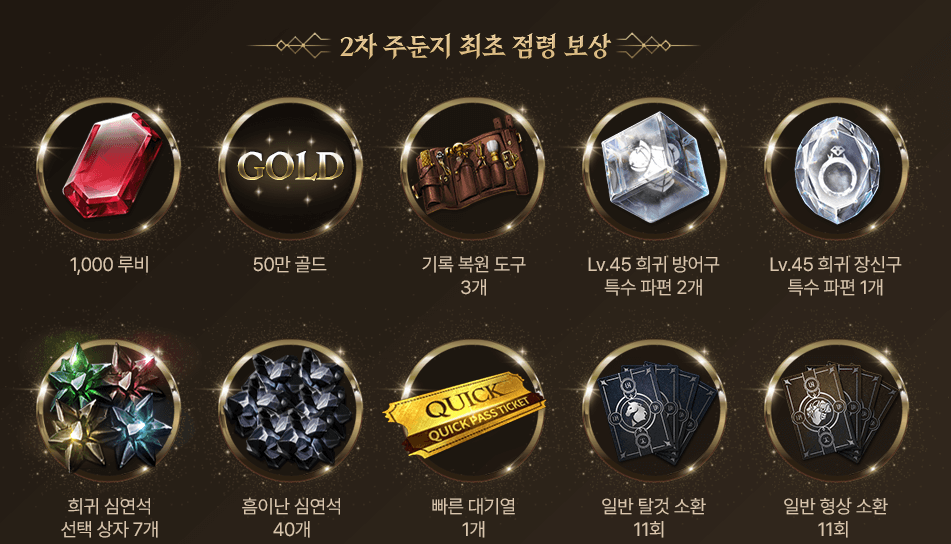 2차 주둔지 최초 점령 보상
GOLD
1,000 루비
50만 골드
기록 복원 도구
3개
Lv.45 희귀 방어구
특수 파편 2개
Lv.45 희귀 장신구
특수 파편 1개
QUICK
QUICK PASS TICKET
희귀 심연석
선택 상자 7개
흠이난 심연석
40개
빠른 대기열
1개
일반 탈것 소환
11회
일반 형상 소환
11회